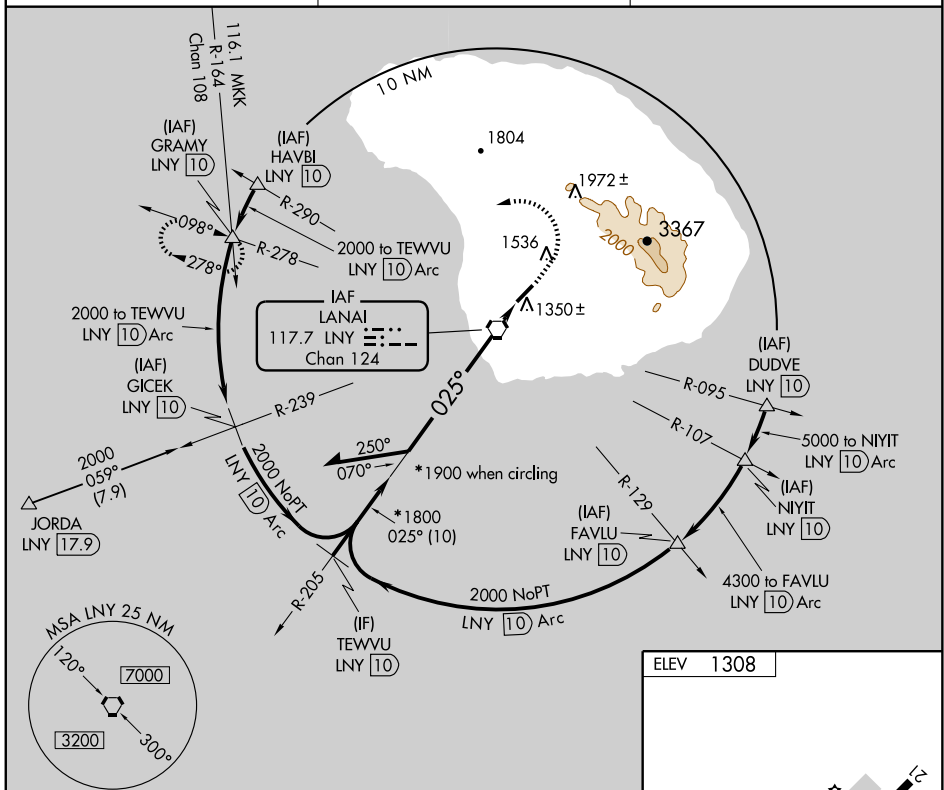 116.1 MKK
R-164
Chan 108
10 NM
(IAF)
GRAMY
LNY 10
(IAF)
HAVBI
LNY 10
1804
1972 ±
R-290
098°
278°
R-278
2000 to TEWVU
LNY 10 Arc
1536
2000
3367
2000 to TEWVU
LNY 10 Arc
IAF
LANAI
117.7 LNY
Chan 124
1350 ±
(IAF)
GICEK
LNY 10
R-239
025°
(IAF)
DUDVE
LNY 10
R-095
R-107
5000 to NIYIT
LNY 10 Arc
2000
059°
(7.9)
JORDA
LNY 17.9
2000 NoPT
LNY 10 Arc
250°
070°
*1900 when circling
*1800
025° (10)
R-129
(IAF)
FAVLU
LNY 10
(IAF)
NIYIT
LNY 10
4300 to FAVLU
LNY 10 Arc
R-205
2000 NoPT
LNY 10 Arc
(IF)
TEWVU
LNY 10
MSA LNY 25 NM
120°
7000
3200
300°
ELEV 1308
21